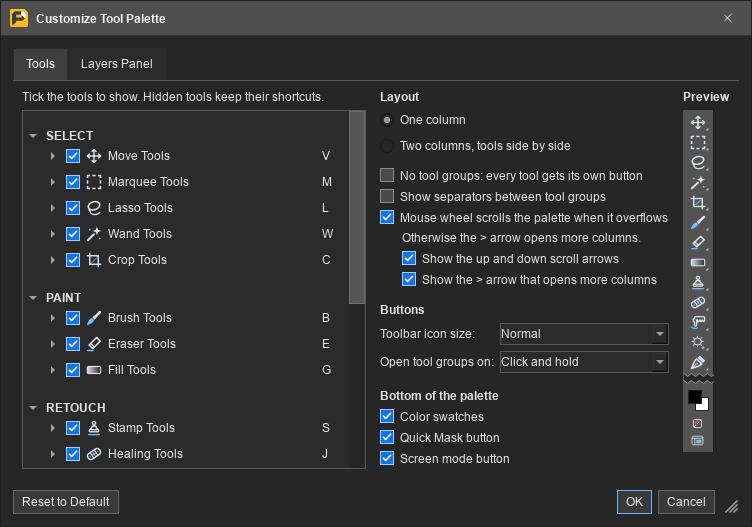 Customize Tool Palette
Tools
Layers Panel
Tick the tools to show. Hidden tools keep their shortcuts.
SELECT
Move Tools V
Marquee Tools M
Lasso Tools L
Wand Tools W
Crop Tools C
PAINT
Brush Tools B
Eraser Tools E
Fill Tools G
RETOUCH
Stamp Tools S
Healing Tools J
Layout
One column
Two columns, tools side by side
No tool groups: every tool gets its own button
Show separators between tool groups
Mouse wheel scrolls the palette when it overflows
Otherwise the > arrow opens more columns.
Show the up and down scroll arrows
Show the > arrow that opens more columns
Buttons
Toolbar icon size: Normal
Open tool groups on: Click and hold
Bottom of the palette
Color swatches
Quick Mask button
Screen mode button
Preview
Reset to Default
OK
Cancel